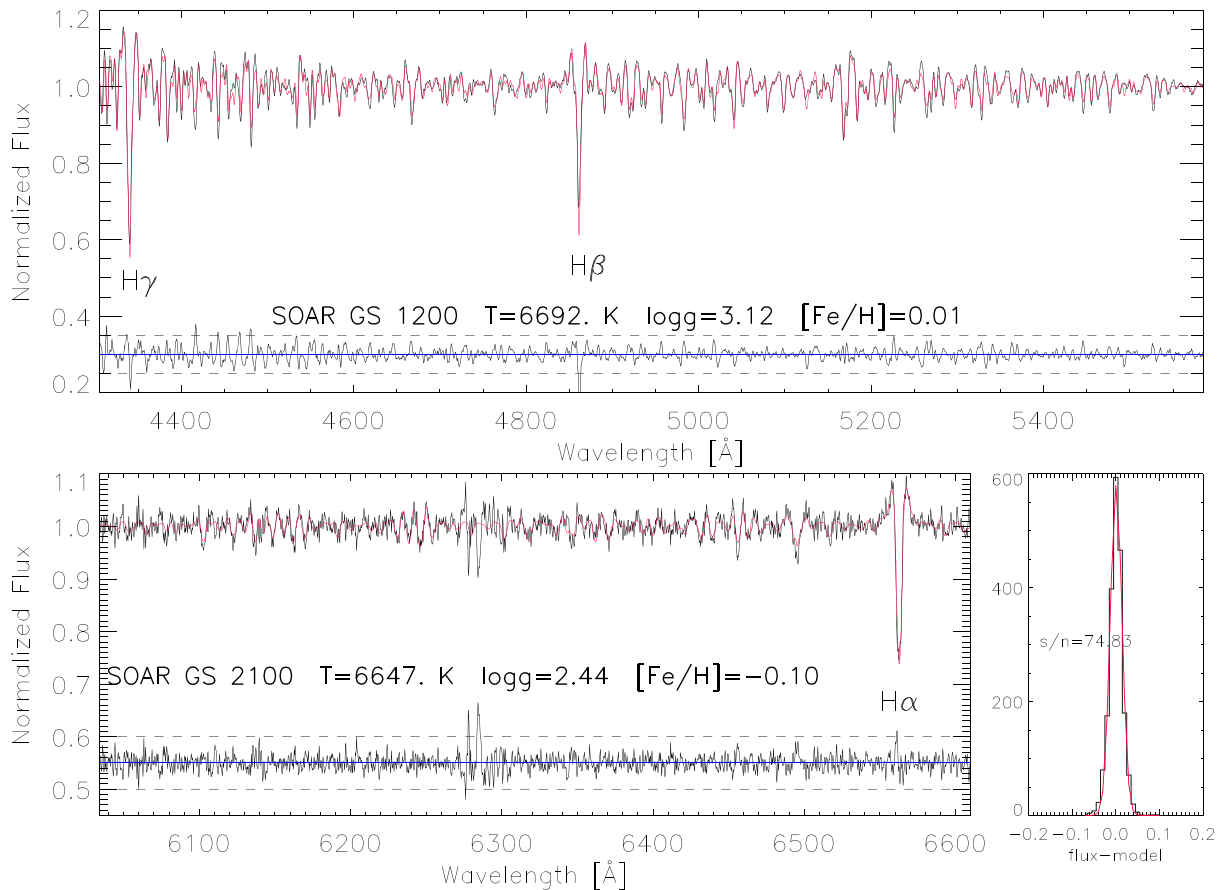 1.2
1.0
0.8
0.6
0.4
0.2
Normalized Flux
Hγ
Hβ
SOAR GS 1200 T=6692. K logg=3.12 [Fe/H]=0.01
4400 4600 4800 5000 5200 5400
Wavelength [Å]
1.1
1.0
0.9
0.8
0.7
0.6
0.5
Normalized Flux
SOAR GS 2100 T=6647. K logg=2.44 [Fe/H]=−0.10
Hα
6100 6200 6300 6400 6500 6600
Wavelength [Å]
600
400
200
0
s/n=74.83
−0.2 −0.1 0.0 0.1 0.2
flux−model